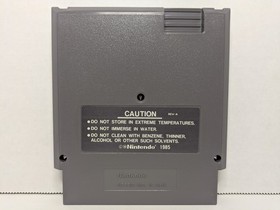 CAUTION
• DO NOT STORE IN EXTREME TEMPERATURES.
• DO NOT IMMERSE IN WATER.
• DO NOT CLEAN WITH BENZENE, THINNER,
ALCOHOL OR OTHER SUCH SOLVENTS.
©Nintendo® 1985